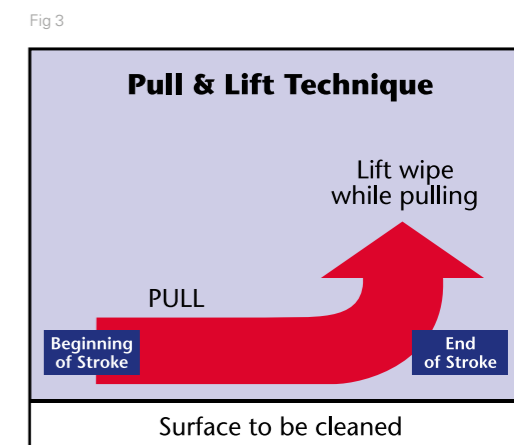 Fig 3
Pull & Lift Technique
Lift wipe
while pulling
PULL
Beginning
of Stroke
End
of Stroke
Surface to be cleaned